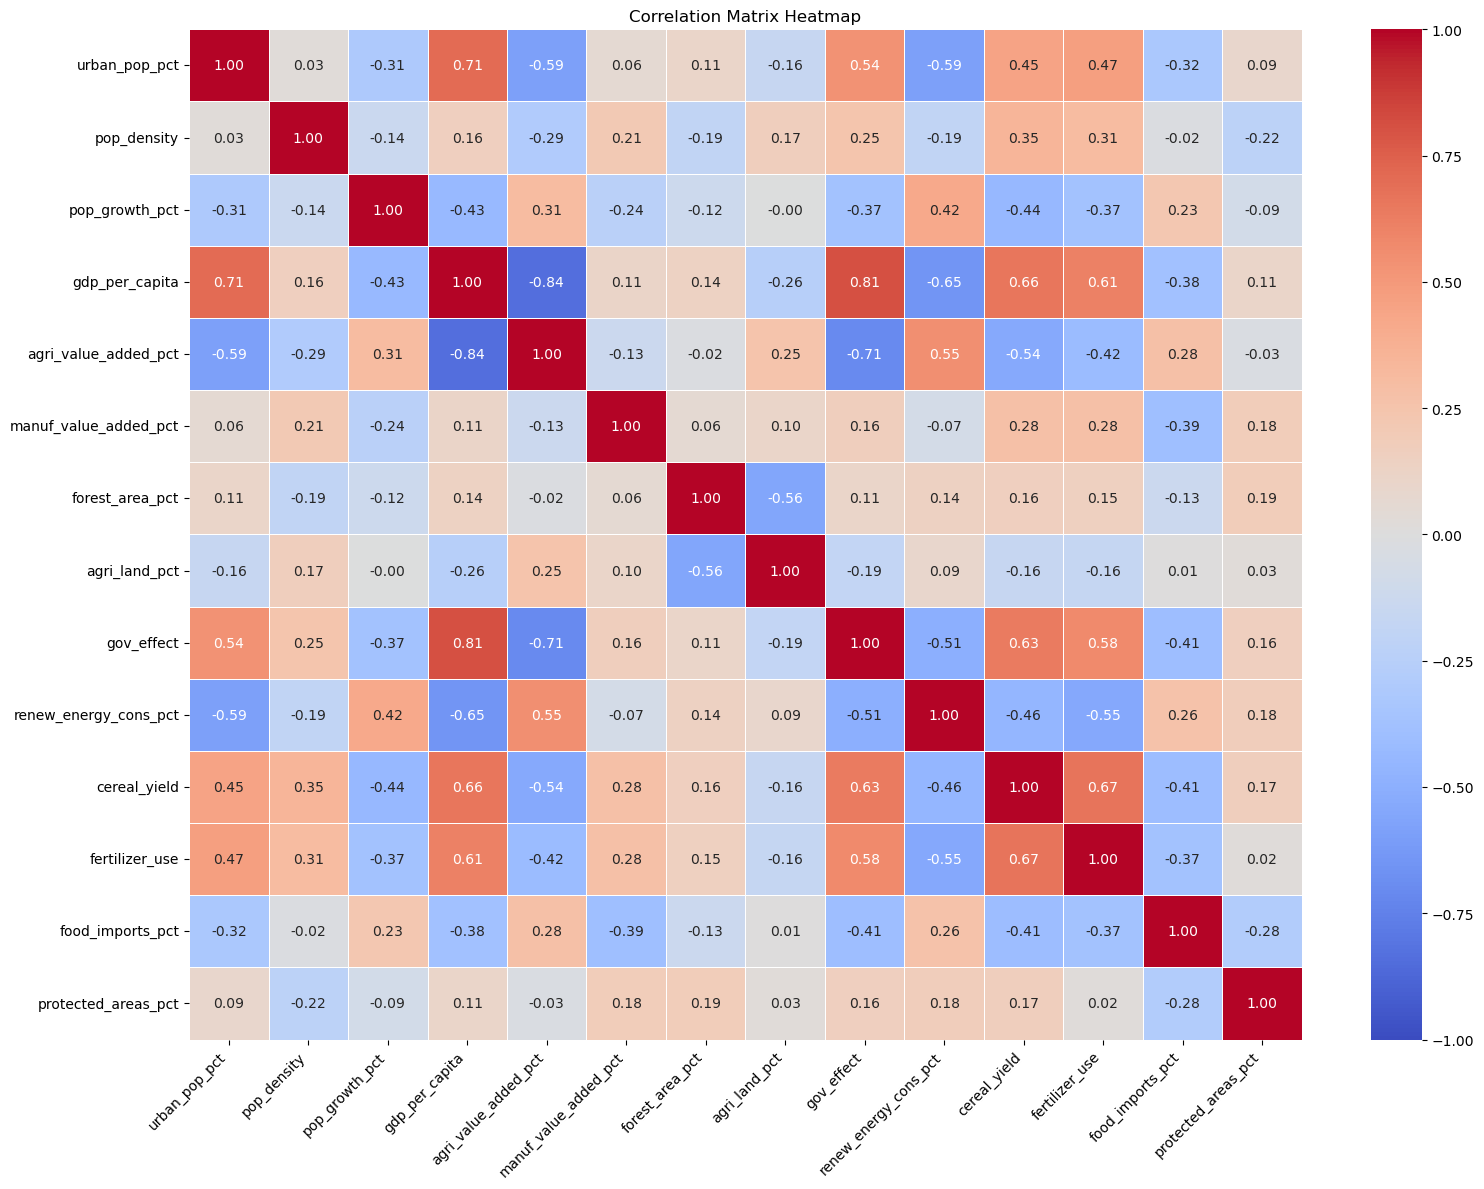 Correlation Matrix Heatmap
urban_pop_pct 1.00 0.03 -0.31 0.71 -0.59 0.06 0.11 -0.16 0.54 -0.59 0.45 0.47 -0.32 0.09
pop_density 0.03 1.00 -0.14 0.16 -0.29 0.21 -0.19 0.17 0.25 -0.19 0.35 0.31 -0.02 -0.22
pop_growth_pct -0.31 -0.14 1.00 -0.43 0.31 -0.24 -0.12 -0.00 -0.37 0.42 -0.44 -0.37 0.23 -0.09
gdp_per_capita 0.71 0.16 -0.43 1.00 -0.84 0.11 0.14 -0.26 0.81 -0.65 0.66 0.61 -0.38 0.11
agri_value_added_pct -0.59 -0.29 0.31 -0.84 1.00 -0.13 -0.02 0.25 -0.71 0.55 -0.54 -0.42 0.28 -0.03
manuf_value_added_pct 0.06 0.21 -0.24 0.11 -0.13 1.00 0.06 0.10 0.16 -0.07 0.28 0.28 -0.39 0.18
forest_area_pct 0.11 -0.19 -0.12 0.14 -0.02 0.06 1.00 -0.56 0.11 0.14 0.16 0.15 -0.13 0.19
agri_land_pct -0.16 0.17 -0.00 -0.26 0.25 0.10 -0.56 1.00 -0.19 0.09 -0.16 -0.16 0.01 0.03
gov_effect 0.54 0.25 -0.37 0.81 -0.71 0.16 0.11 -0.19 1.00 -0.51 0.63 0.58 -0.41 0.16
renew_energy_cons_pct -0.59 -0.19 0.42 -0.65 0.55 -0.07 0.14 0.09 -0.51 1.00 -0.46 -0.55 0.26 0.18
cereal_yield 0.45 0.35 -0.44 0.66 -0.54 0.28 0.16 -0.16 0.63 -0.46 1.00 0.67 -0.41 0.17
fertilizer_use 0.47 0.31 -0.37 0.61 -0.42 0.28 0.15 -0.16 0.58 -0.55 0.67 1.00 -0.37 0.02
food_imports_pct -0.32 -0.02 0.23 -0.38 0.28 -0.39 -0.13 0.01 -0.41 0.26 -0.41 -0.37 1.00 -0.28
protected_areas_pct 0.09 -0.22 -0.09 0.11 -0.03 0.18 0.19 0.03 0.16 0.18 0.17 0.02 -0.28 1.00
urban_pop_pct
pop_density
pop_growth_pct
gdp_per_capita
agri_value_added_pct
manuf_value_added_pct
forest_area_pct
agri_land_pct
gov_effect
renew_energy_cons_pct
cereal_yield
fertilizer_use
food_imports_pct
protected_areas_pct
1.00
0.75
0.50
0.25
0.00
−0.25
−0.50
−0.75
−1.00